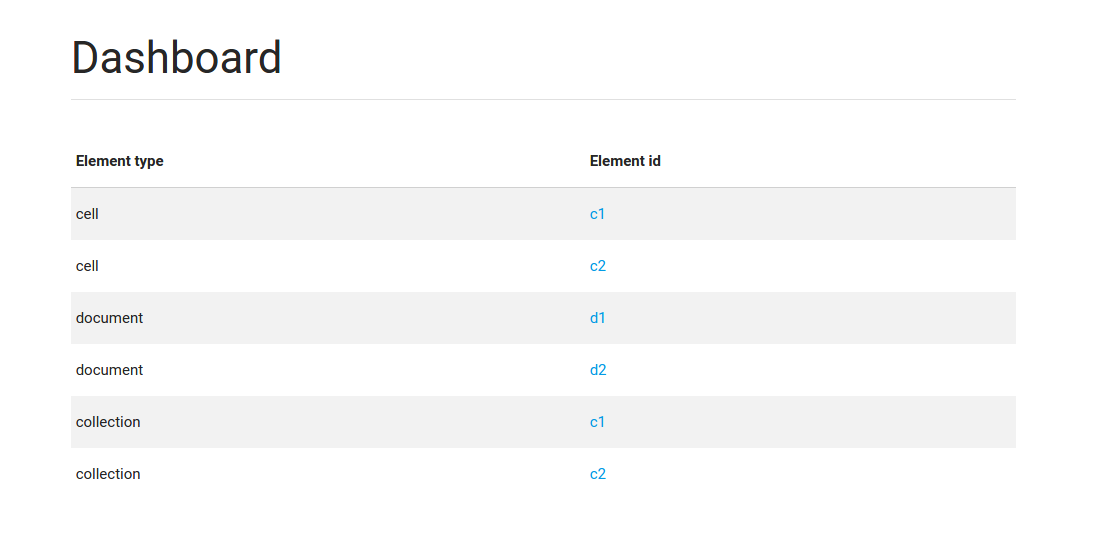 Dashboard
Element type Element id
cell c1
cell c2
document d1
document d2
collection c1
collection c2